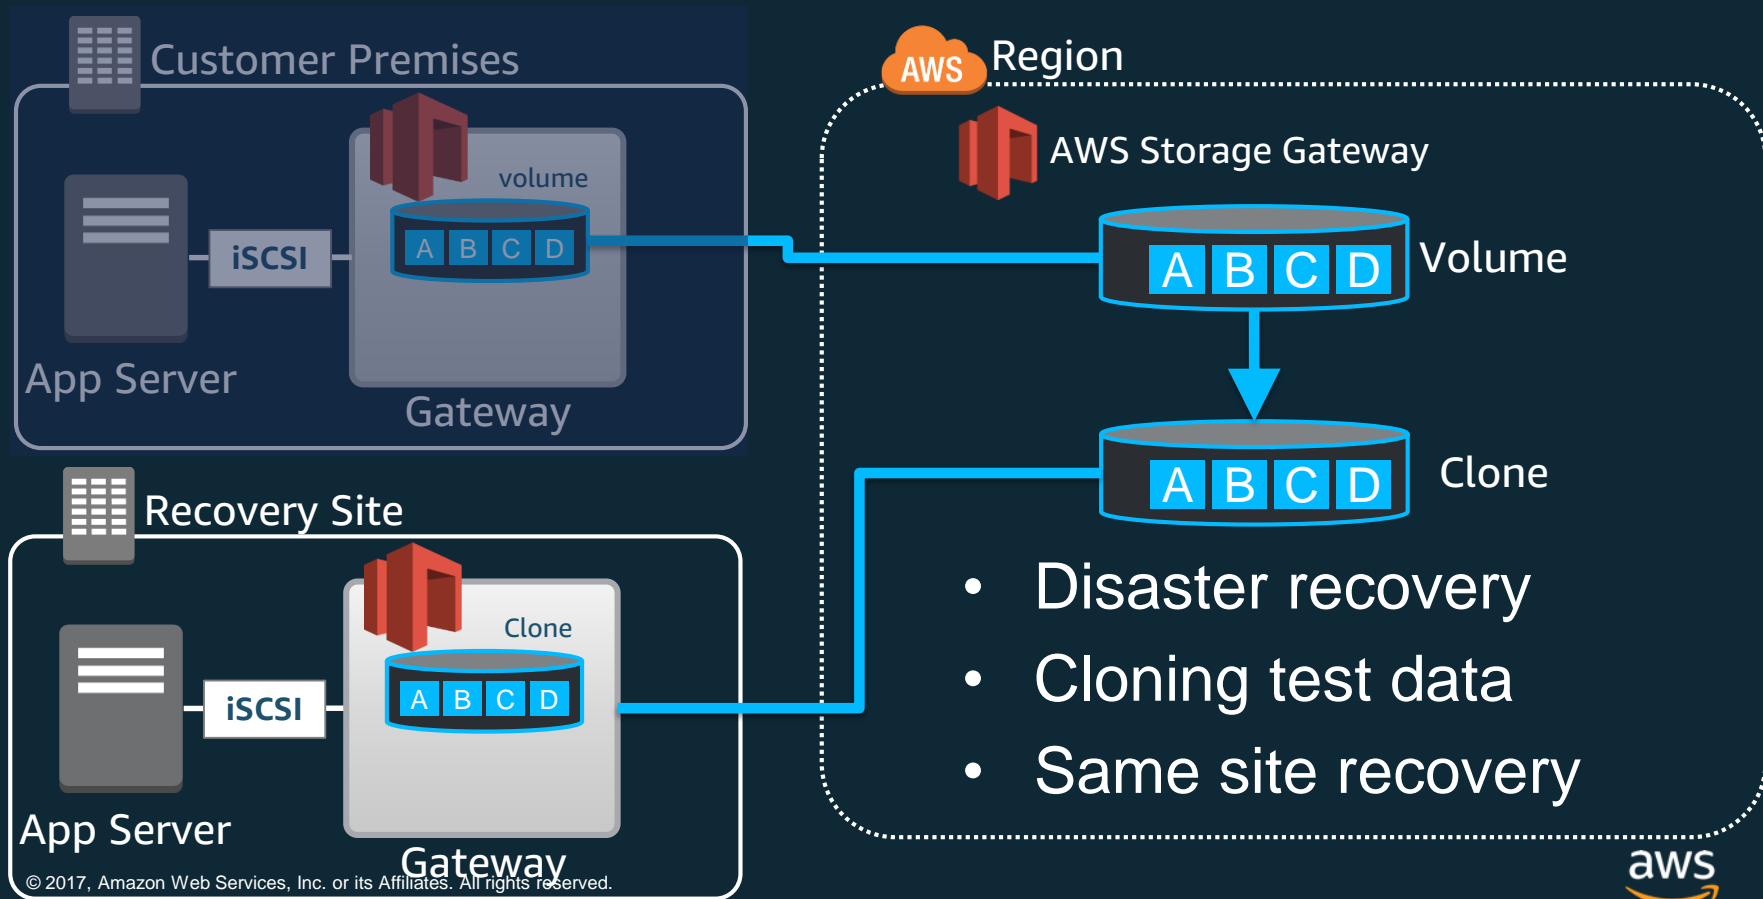 Customer Premises
volume
A B C D
iSCSI
App Server
Gateway
AWS
Region
AWS Storage Gateway
A B C D
Volume
A B C D
Clone
Recovery Site
Clone
A B C D
iSCSI
App Server
Gateway
• Disaster recovery
• Cloning test data
• Same site recovery
© 2017, Amazon Web Services, Inc. or its Affiliates. All rights reserved.
aws